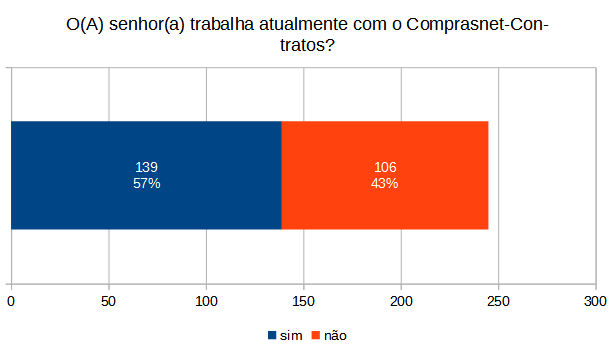 O(A) senhor(a) trabalha atualmente com o Comprasnet-Con-
tratos?
139
57%
106
43%
0 50 100 150 200 250 300
sim não